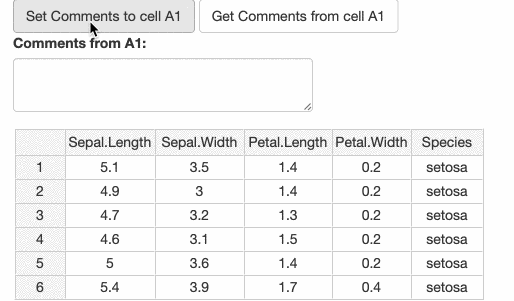 Set Comments to cell A1 Get Comments from cell A1
Comments from A1:
Sepal.Length Sepal.Width Petal.Length Petal.Width Species
1 5.1 3.5 1.4 0.2 setosa
2 4.9 3 1.4 0.2 setosa
3 4.7 3.2 1.3 0.2 setosa
4 4.6 3.1 1.5 0.2 setosa
5 5 3.6 1.4 0.2 setosa
6 5.4 3.9 1.7 0.4 setosa